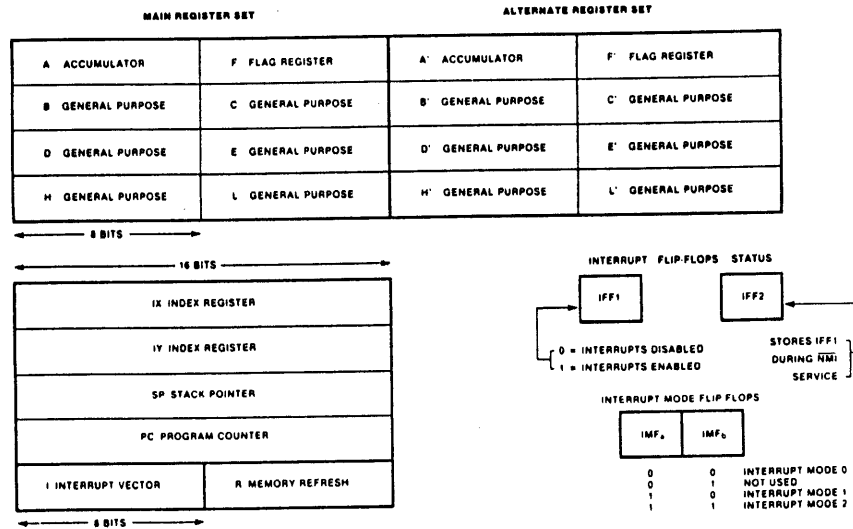 MAIN REGISTER SET
ALTERNATE REGISTER SET
A ACCUMULATOR
F FLAG REGISTER
A' ACCUMULATOR
F' FLAG REGISTER
B GENERAL PURPOSE
C GENERAL PURPOSE
B' GENERAL PURPOSE
C' GENERAL PURPOSE
D GENERAL PURPOSE
E GENERAL PURPOSE
D' GENERAL PURPOSE
E' GENERAL PURPOSE
H GENERAL PURPOSE
L GENERAL PURPOSE
H' GENERAL PURPOSE
L' GENERAL PURPOSE
8 BITS
16 BITS
IX INDEX REGISTER
IY INDEX REGISTER
SP STACK POINTER
PC PROGRAM COUNTER
I INTERRUPT VECTOR
R MEMORY REFRESH
8 BITS
INTERRUPT FLIP-FLOPS STATUS
IFF1
IFF2
0 = INTERRUPTS DISABLED
1 = INTERRUPTS ENABLED
STORES IFF1
DURING N̅M̅I̅
SERVICE
INTERRUPT MODE FLIP FLOPS
IMFa
IMFb
0 0 INTERRUPT MODE 0
0 1 NOT USED
1 0 INTERRUPT MODE 1
1 1 INTERRUPT MODE 2